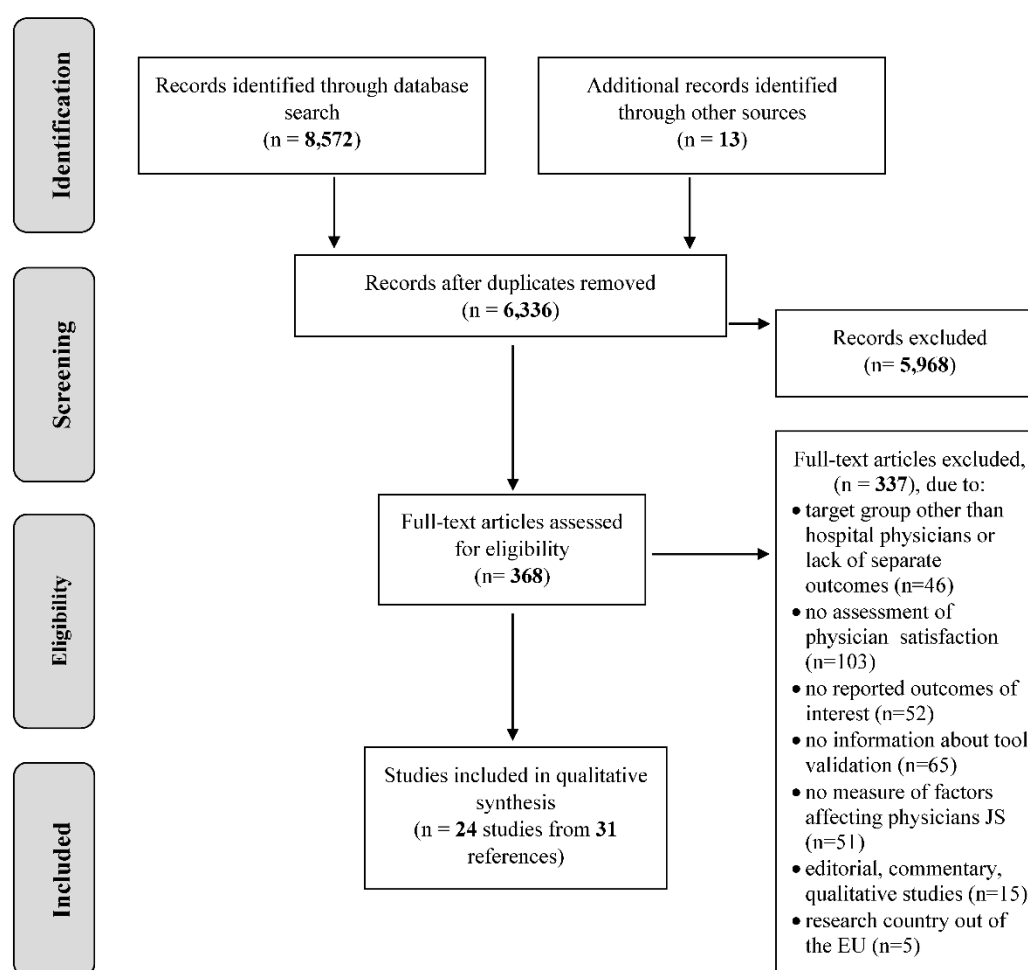 Identification
Records identified through database
search
(n = 8,572)
Additional records identified
through other sources
(n = 13)
Screening
Records after duplicates removed
(n = 6,336)
Records excluded
(n= 5,968)
Eligibility
Full-text articles assessed
for eligibility
(n= 368)
Full-text articles excluded,
(n = 337), due to:
• target group other than
hospital physicians or
lack of separate
outcomes (n=46)
• no assessment of
physician satisfaction
(n=103)
• no reported outcomes of
interest (n=52)
• no information about tool
validation (n=65)
• no measure of factors
affecting physicians JS
(n=51)
• editorial, commentary,
qualitative studies (n=15)
• research country out of
the EU (n=5)
Included
Studies included in qualitative
synthesis
(n = 24 studies from 31
references)